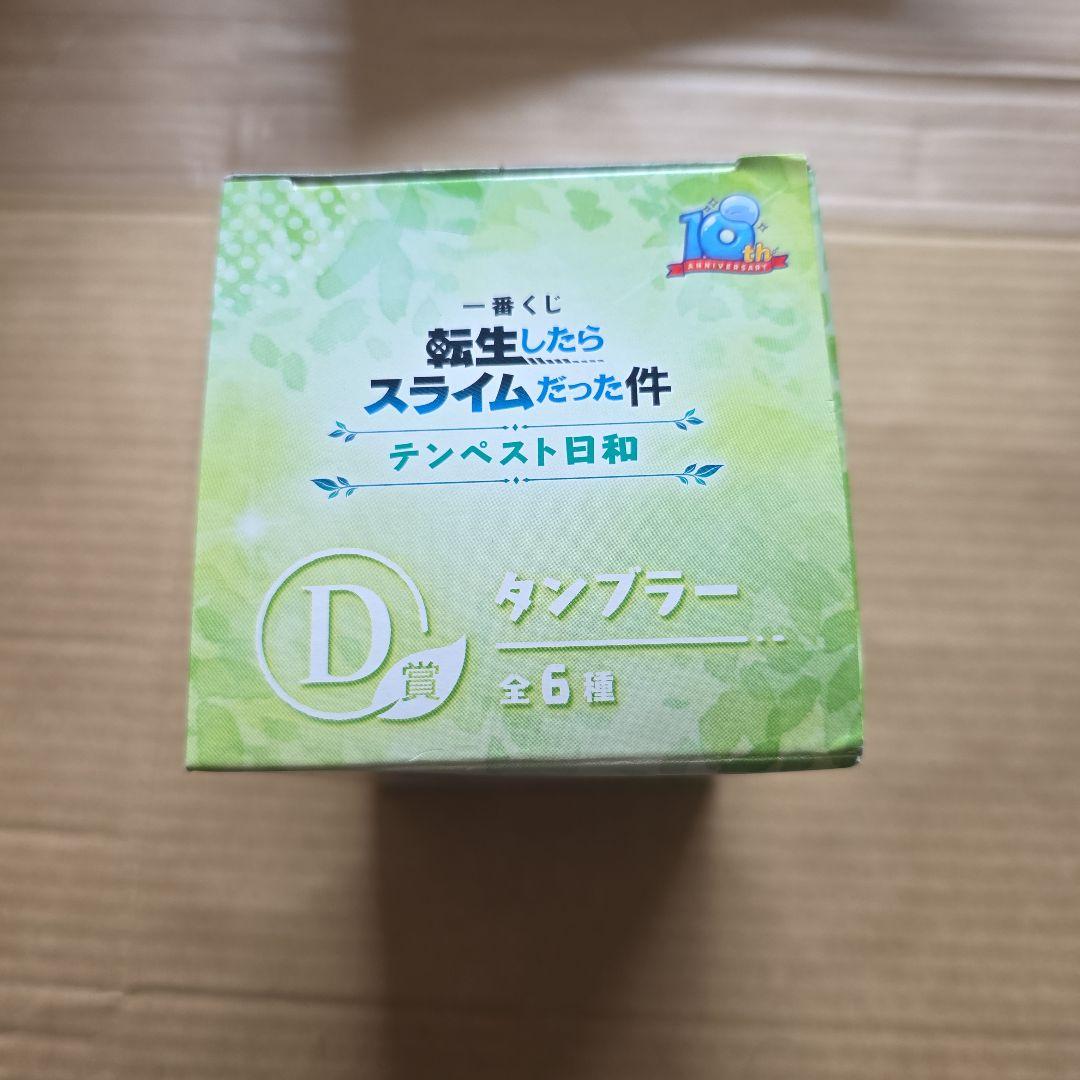 10th
ANNIVERSARY
一番くじ
転生したら
スライムだった件
テンペスト日和
D賞
タンブラー
全6種